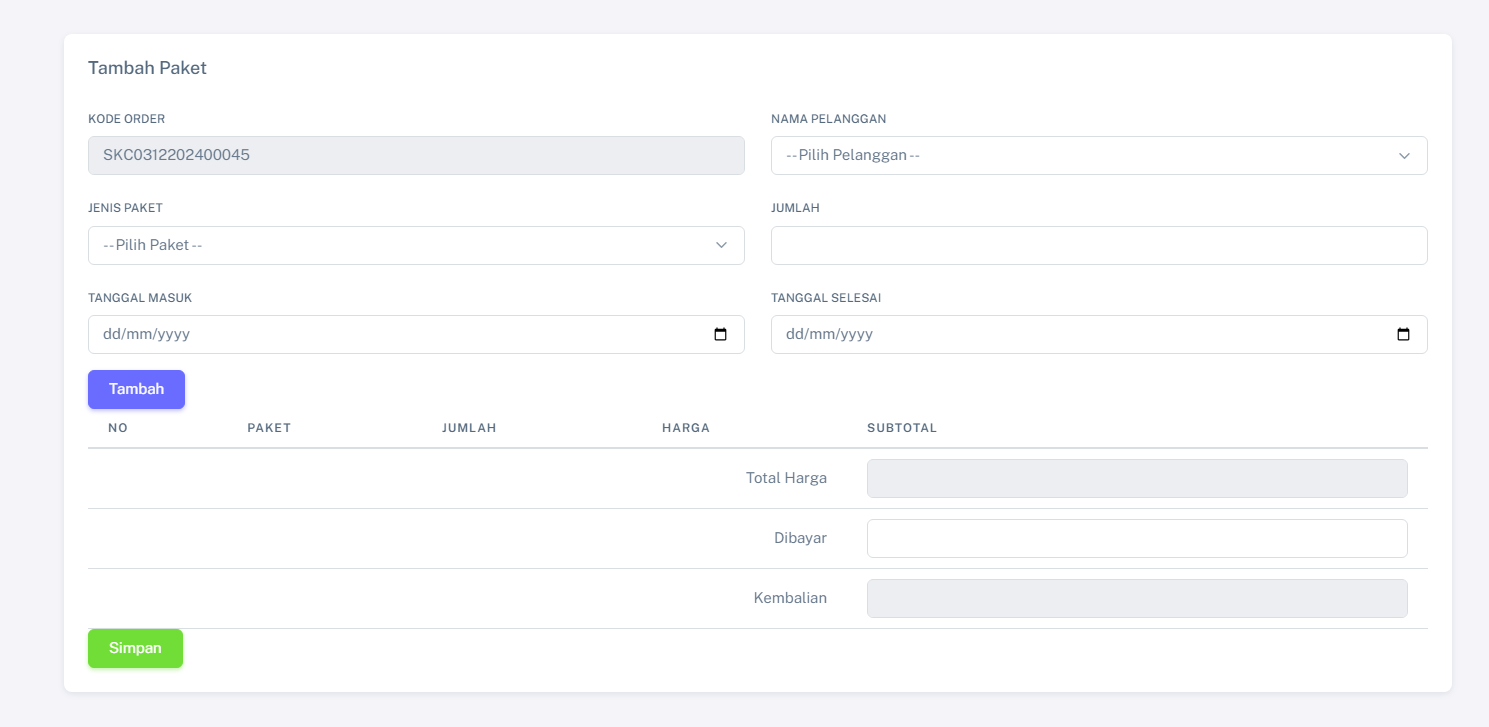 Tambah Paket
KODE ORDER
NAMA PELANGGAN
SKC0312202400045
--Pilih Pelanggan--
JENIS PAKET
JUMLAH
--Pilih Paket--
TANGGAL MASUK
TANGGAL SELESAI
dd/mm/yyyy
dd/mm/yyyy
Tambah
NO PAKET JUMLAH HARGA SUBTOTAL
Total Harga
Dibayar
Kembalian
Simpan